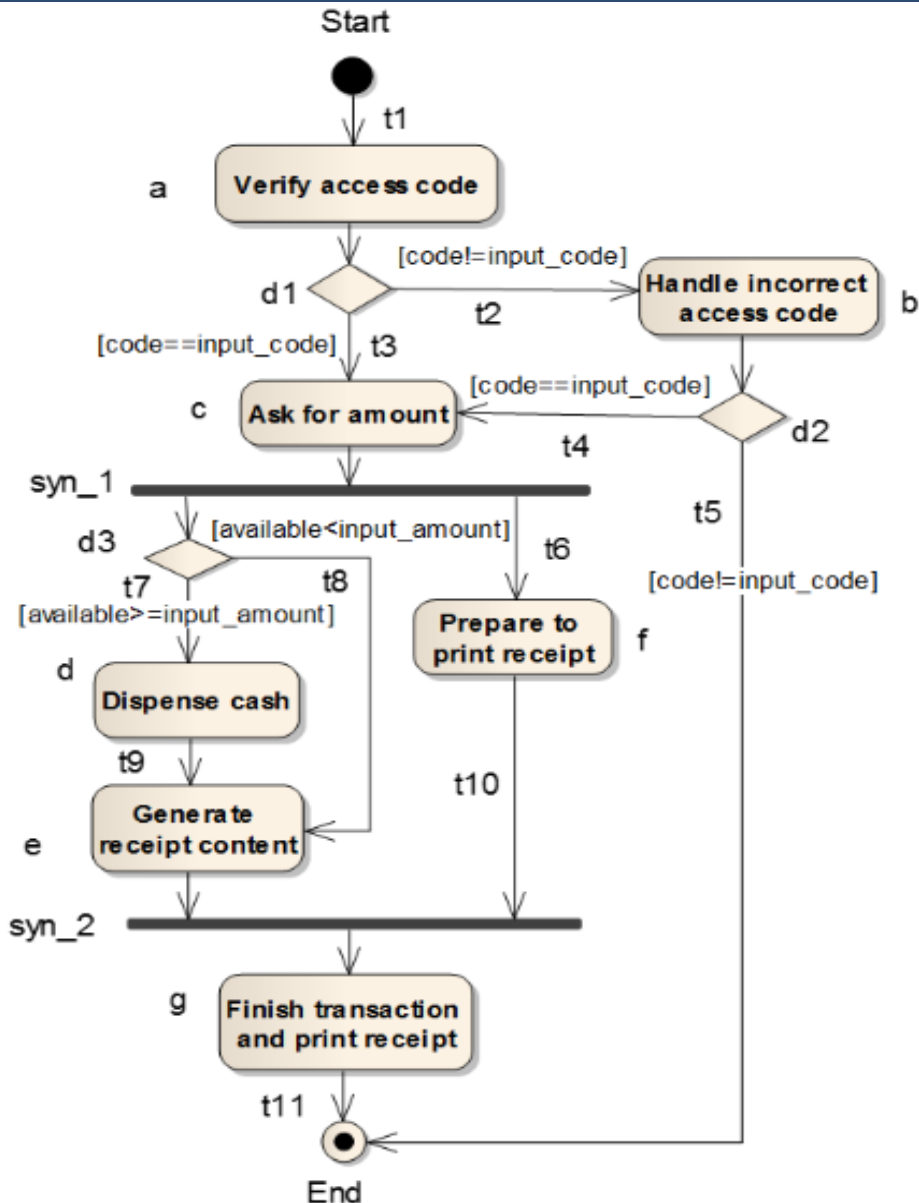 Start
t1
a
Verify access code
[code!=input_code]
d1
t2
Handle incorrect
access code
b
[code==input_code]
t3
[code==input_code]
c
Ask for amount
t4
d2
syn_1
t5
d3
[available<input_amount]
t6
t7
t8
[code!=input_code]
[available>=input_amount]
Prepare to
print receipt
f
d
Dispense cash
t9
t10
Generate
receipt content
e
syn_2
g
Finish transaction
and print receipt
t11
End